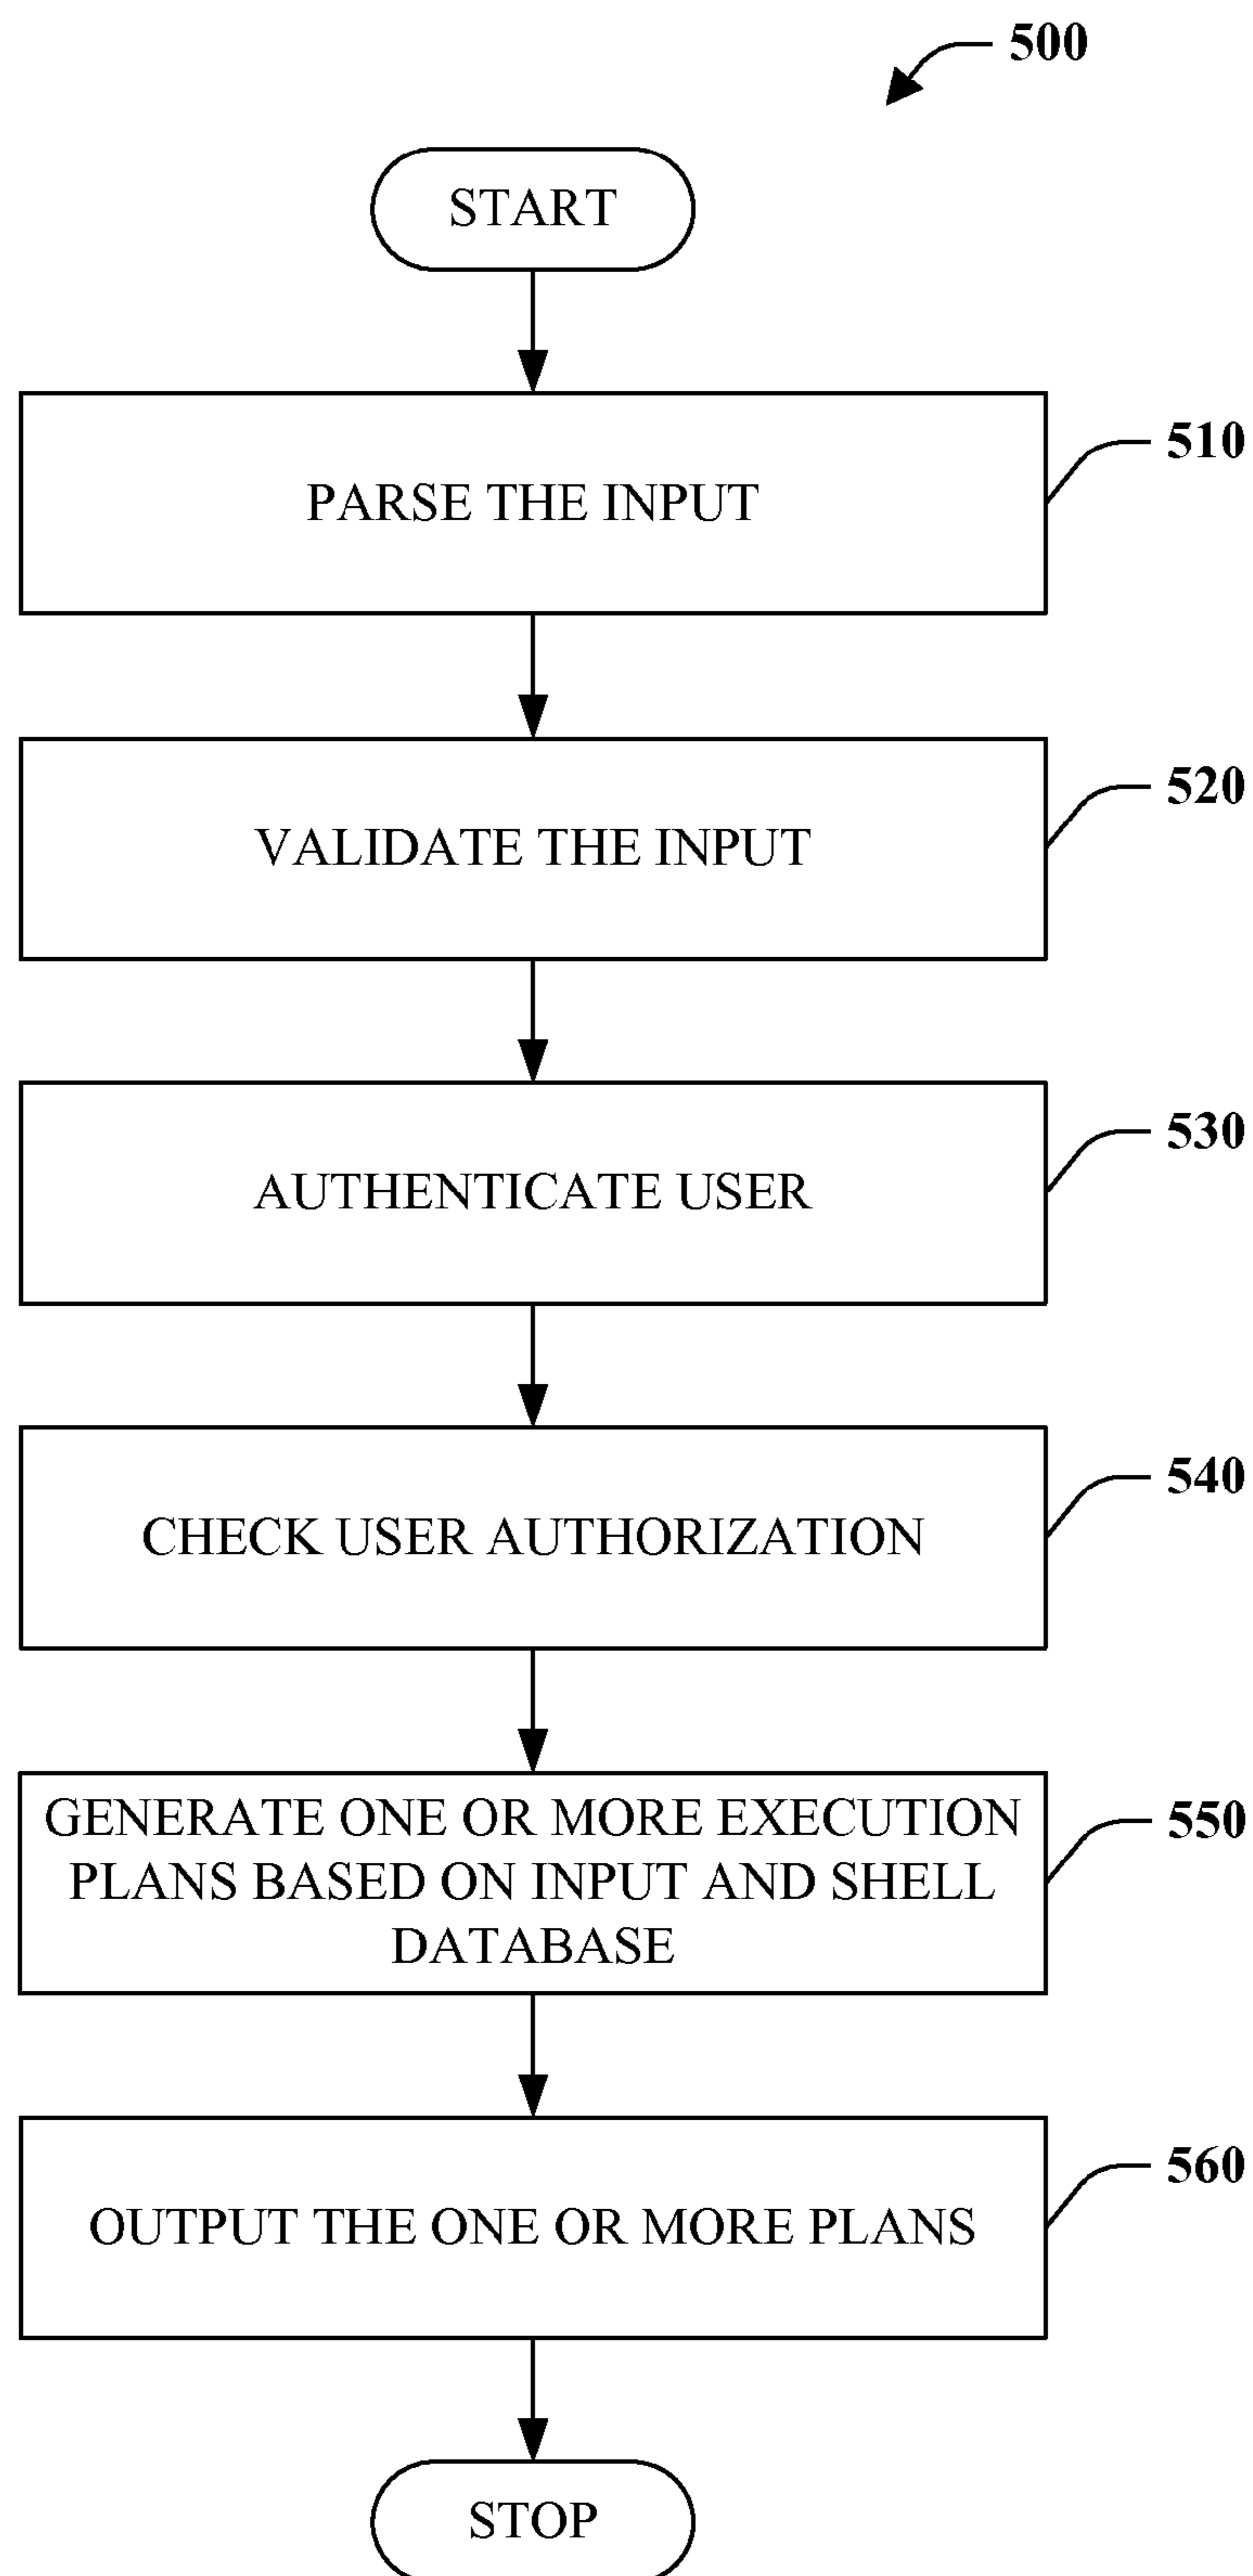 500
START
PARSE THE INPUT
510
VALIDATE THE INPUT
520
AUTHENTICATE USER
530
CHECK USER AUTHORIZATION
540
GENERATE ONE OR MORE EXECUTION
PLANS BASED ON INPUT AND SHELL
DATABASE
550
OUTPUT THE ONE OR MORE PLANS
560
STOP